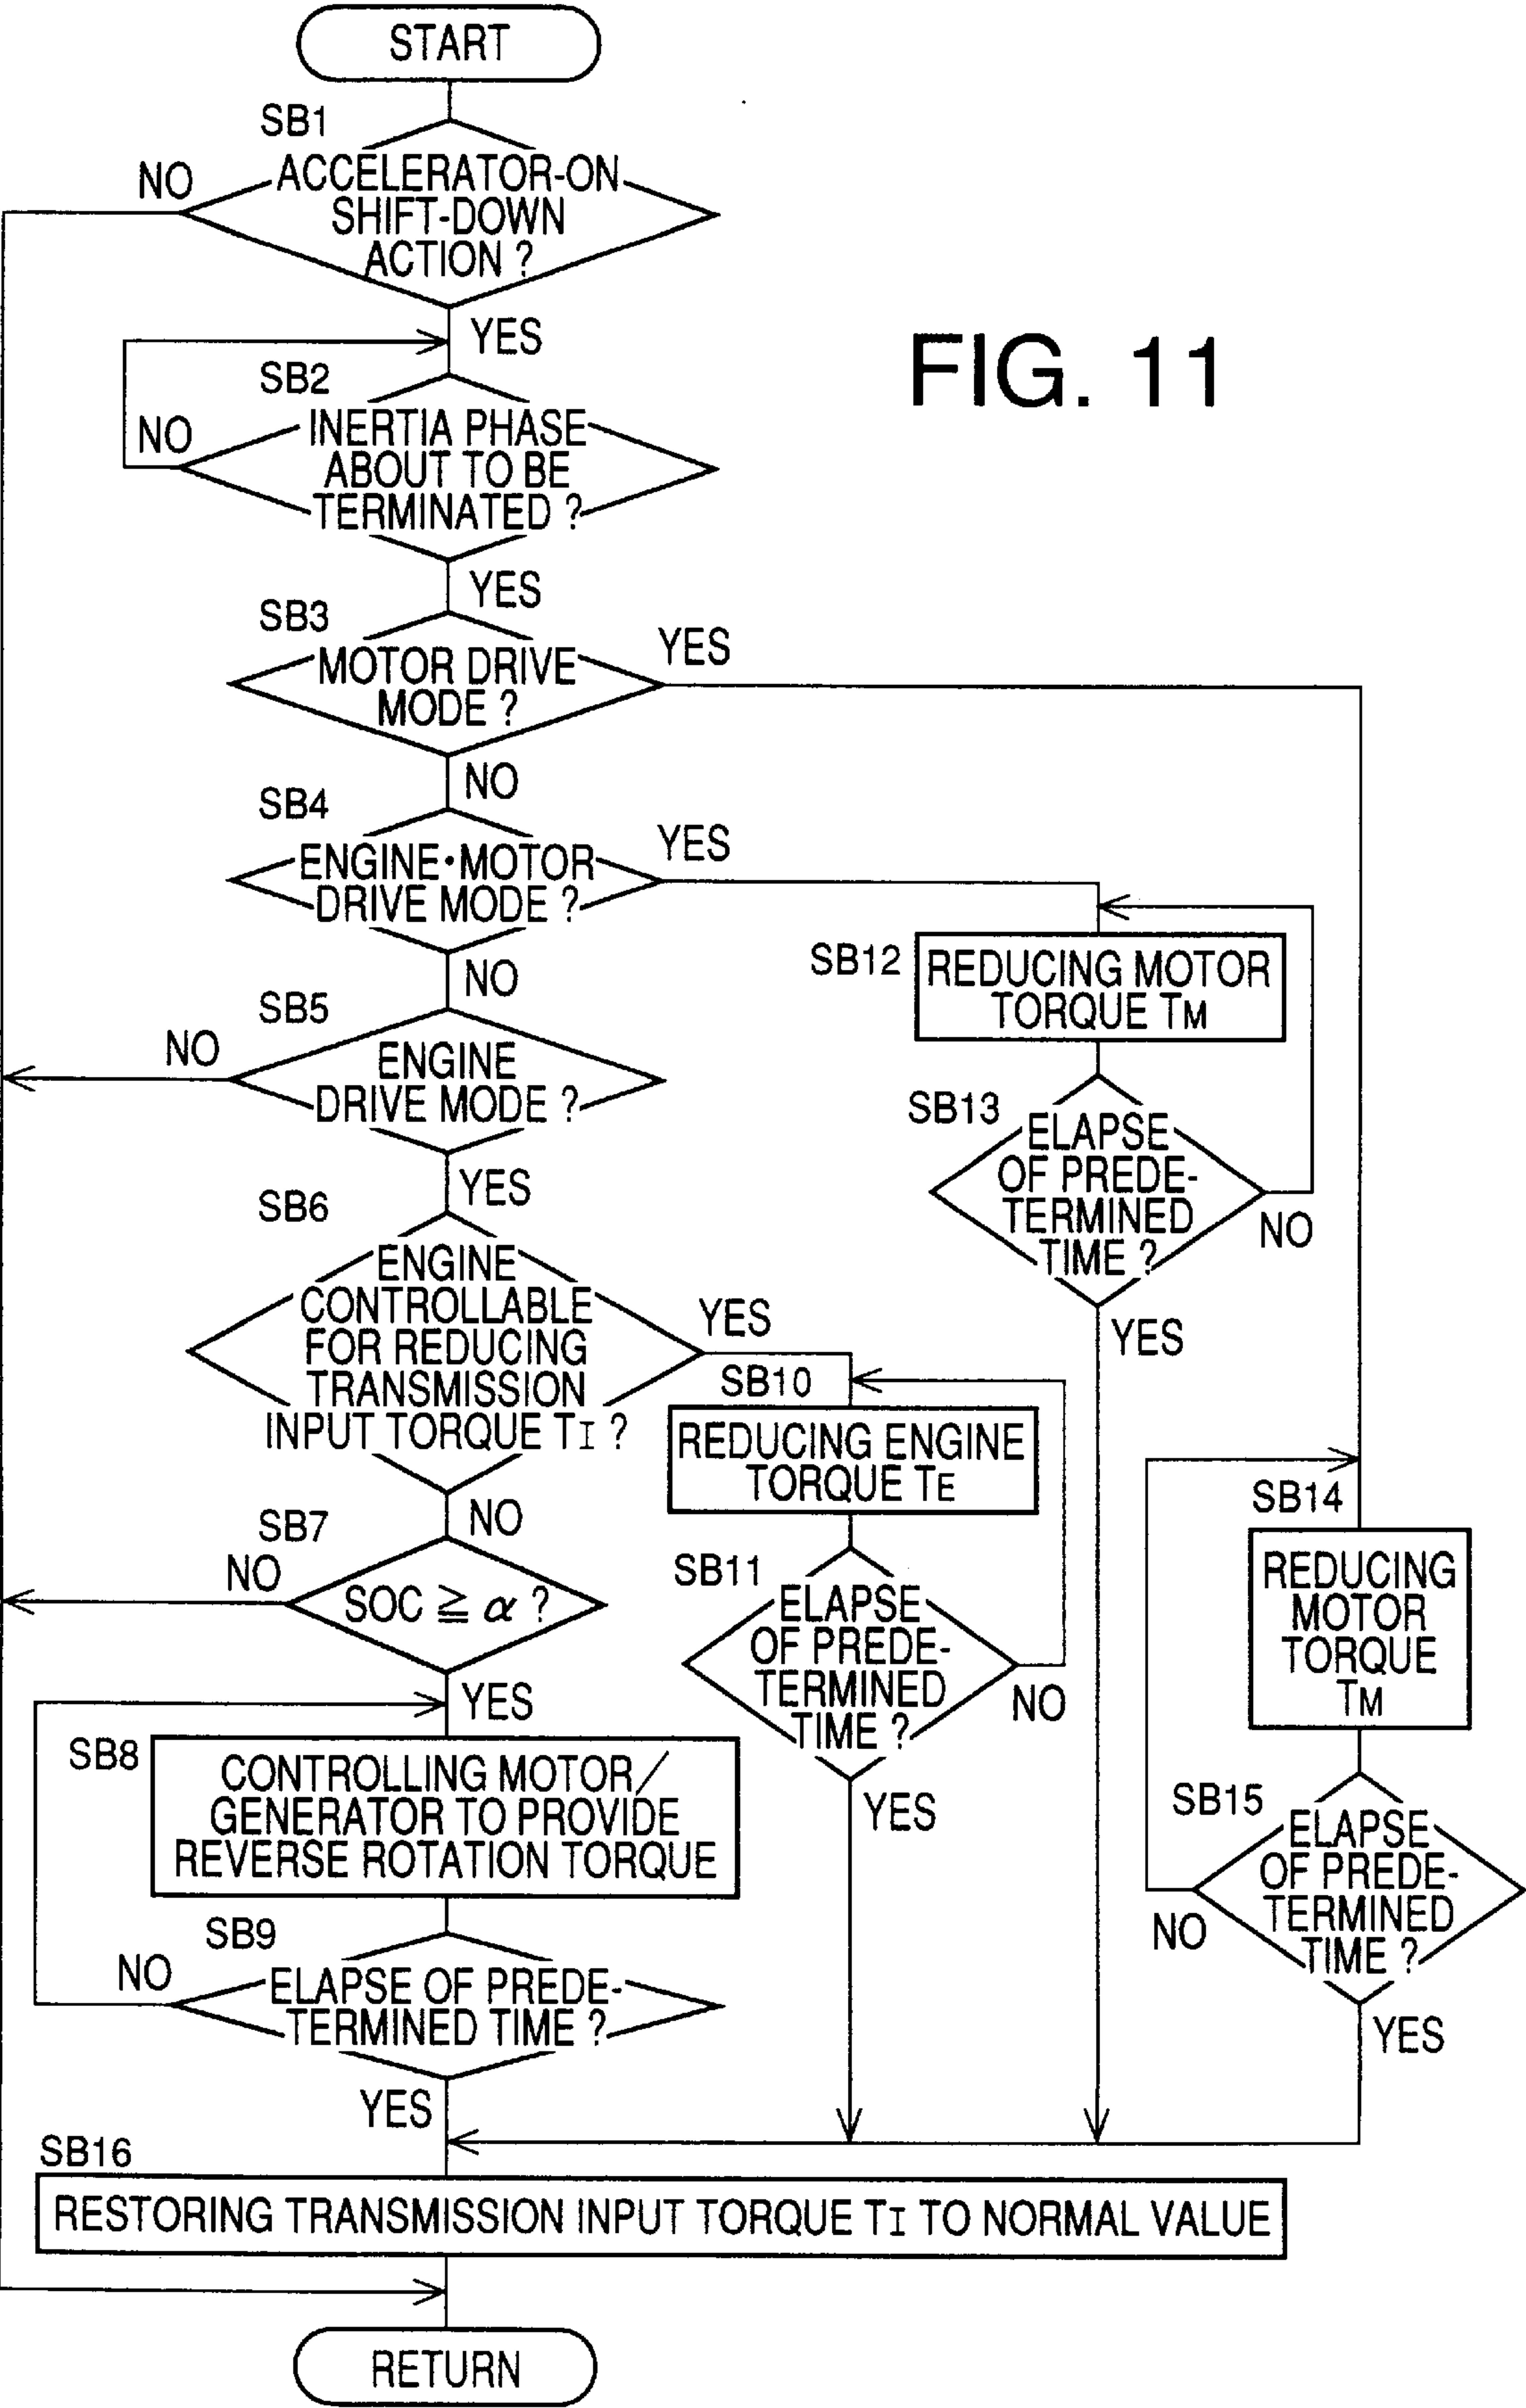 START
SB1
NO
ACCELERATOR-ON
SHIFT-DOWN
ACTION ?
YES
FIG. 11
SB2
NO
INERTIA PHASE
ABOUT TO BE
TERMINATED ?
YES
SB3
MOTOR DRIVE
MODE ?
YES
NO
SB4
ENGINE•MOTOR
DRIVE MODE ?
YES
NO
SB12
REDUCING MOTOR
TORQUE TM
SB5
NO
ENGINE
DRIVE MODE ?
YES
SB13
ELAPSE
OF PREDE-
TERMINED
TIME ?
NO
YES
SB6
ENGINE
CONTROLLABLE
FOR REDUCING
TRANSMISSION
INPUT TORQUE TI ?
YES
NO
SB10
REDUCING ENGINE
TORQUE TE
SB7
NO
SOC ≧ α ?
YES
SB11
ELAPSE
OF PREDE-
TERMINED
TIME ?
NO
YES
SB14
REDUCING
MOTOR
TORQUE
TM
SB8
CONTROLLING MOTOR/
GENERATOR TO PROVIDE
REVERSE ROTATION TORQUE
SB15
ELAPSE
OF PREDE-
TERMINED
TIME ?
NO
YES
SB9
NO
ELAPSE OF PREDE-
TERMINED TIME ?
YES
SB16
RESTORING TRANSMISSION INPUT TORQUE TI TO NORMAL VALUE
RETURN